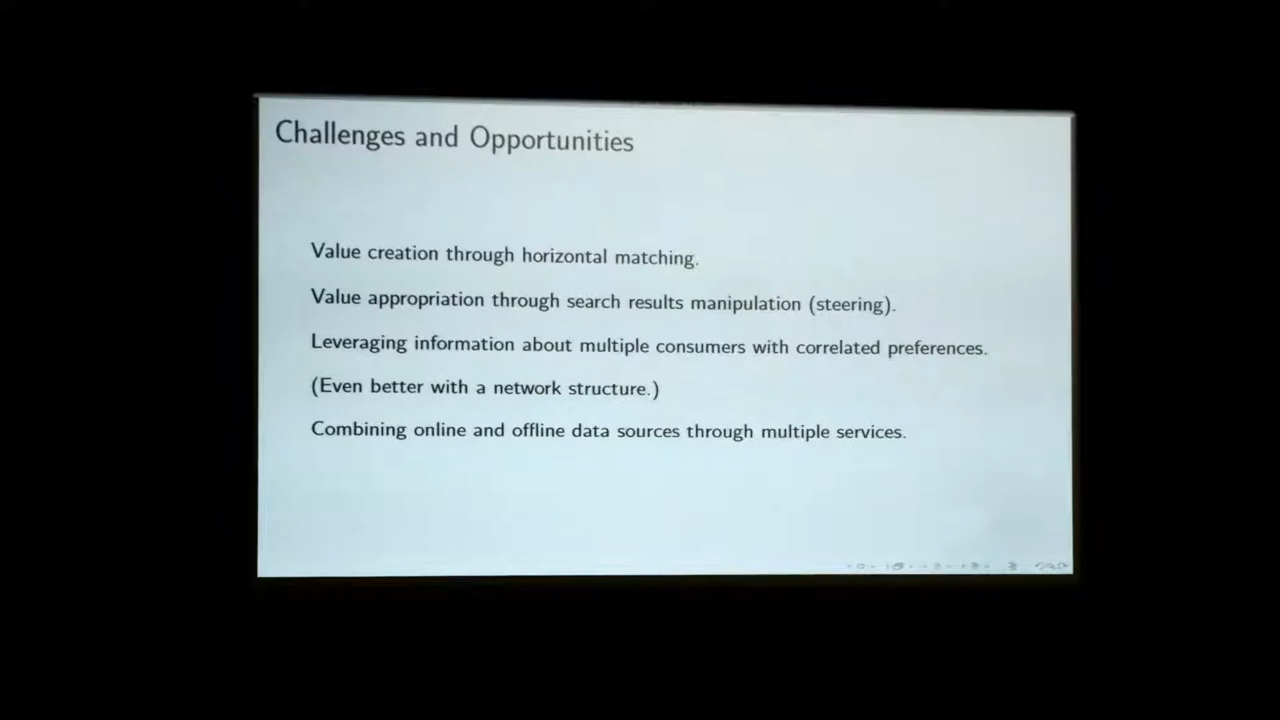 Challenges and Opportunities
Value creation through horizontal matching.
Value appropriation through search results manipulation (steering).
Leveraging information about multiple consumers with correlated preferences.
(Even better with a network structure.)
Combining online and offline data sources through multiple services.